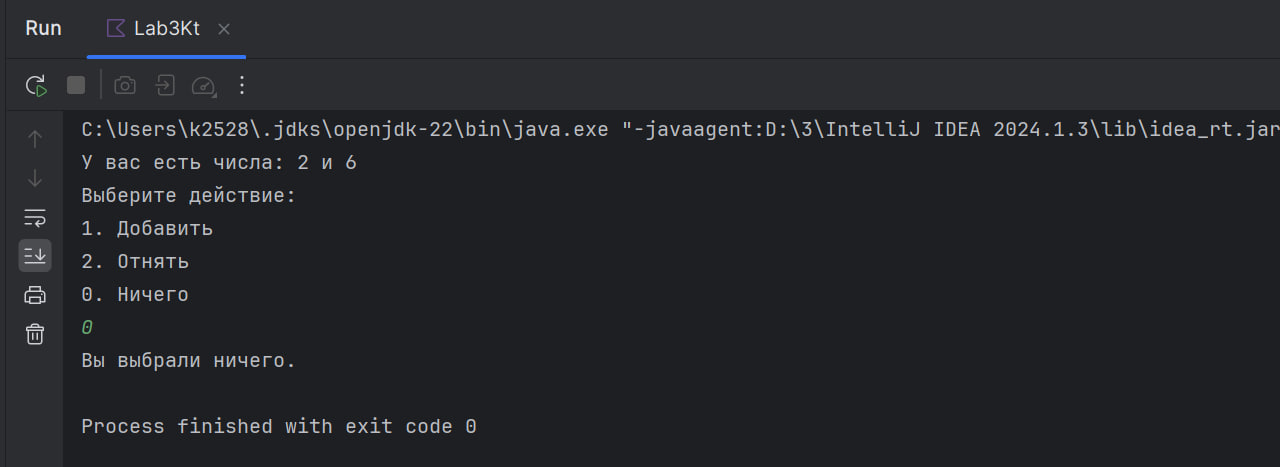 Run Lab3Kt
C:\Users\k2528\.jdks\openjdk-22\bin\java.exe "-javaagent:D:\3\IntelliJ IDEA 2024.1.3\lib\idea_rt.jar
У вас есть числа: 2 и 6
Выберите действие:
1. Добавить
2. Отнять
0. Ничего
0
Вы выбрали ничего.
Process finished with exit code 0